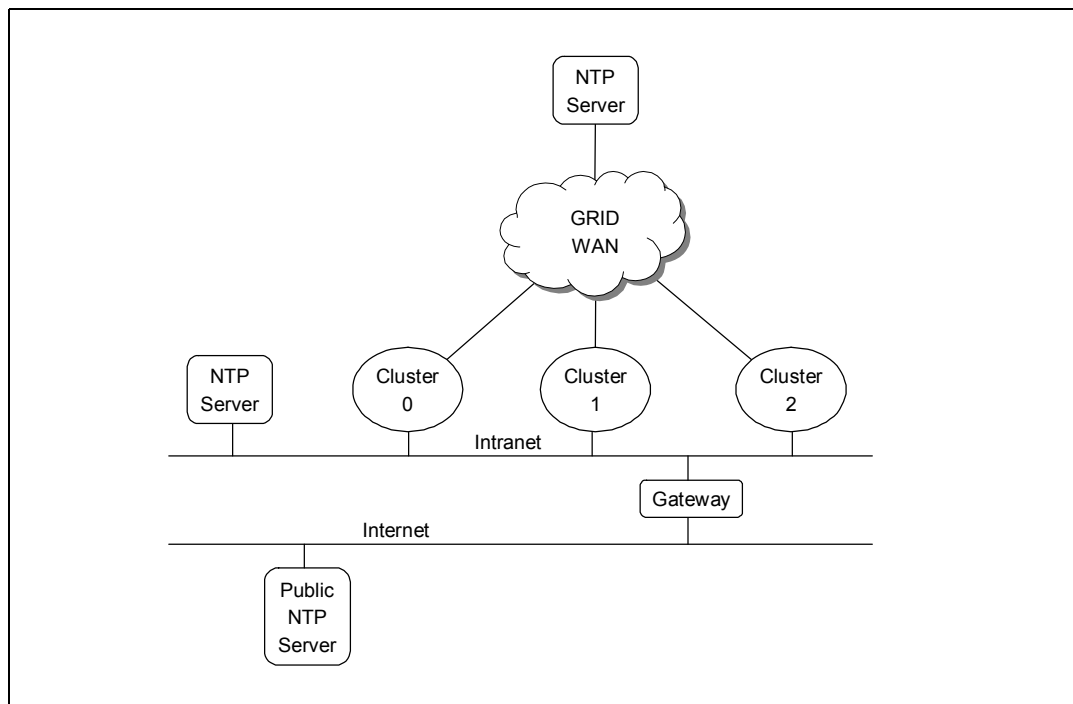 NTP
Server
GRID
WAN
NTP
Server
Cluster
0
Cluster
1
Cluster
2
Intranet
Gateway
Internet
Public
NTP
Server